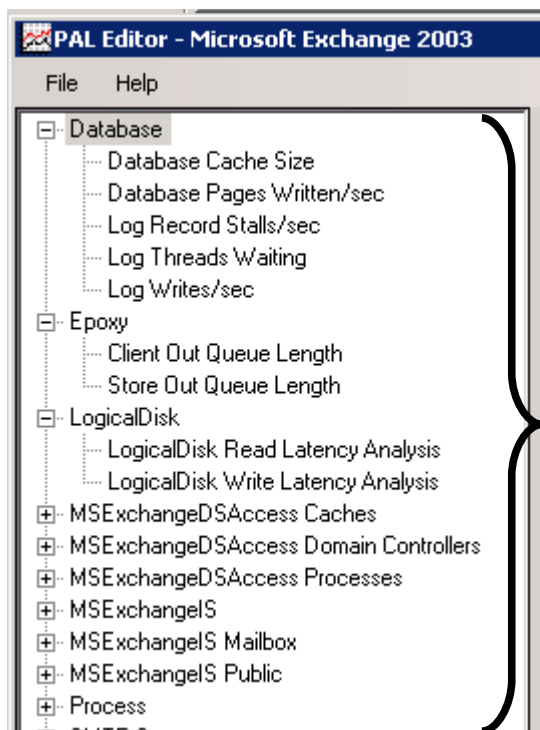 PAL Editor - Microsoft Exchange 2003
File Help
Database
Database Cache Size
Database Pages Written/sec
Log Record Stalls/sec
Log Threads Waiting
Log Writes/sec
Epoxy
Client Out Queue Length
Store Out Queue Length
LogicalDisk
LogicalDisk Read Latency Analysis
LogicalDisk Write Latency Analysis
MSExchangeDSAccess Caches
MSExchangeDSAccess Domain Controllers
MSExchangeDSAccess Processes
MSExchangeIS
MSExchangeIS Mailbox
MSExchangeIS Public
Process